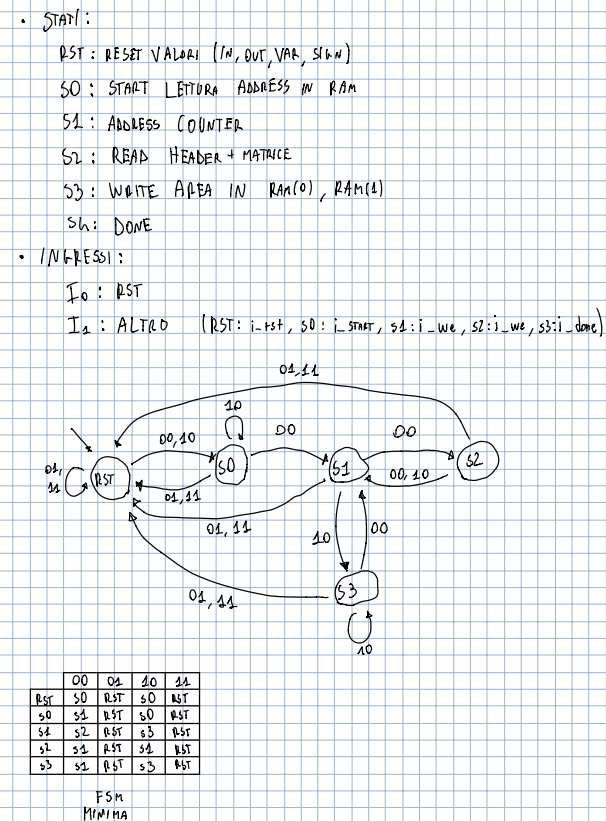 • STATI:
RST: RESET VALORI (IN, OUT, VAR, SIGN)
S0: START LETTURA ADDRESS IN RAM
S1: ADDRESS COUNTER
S2: READ HEADER + MATRICE
S3: WRITE AREA IN RAM(0), RAM(1)
S4: DONE
• INGRESSI:
I0: RST
I1: ALTRO (RST: i_rst, s0: i_START, s1: i_we, s2: i_we, s3: i_done)
01,11
10
00,10 00 00
01, 11 RST S0 S1 S2
01,11 00,10
01,11
10 00
01,11 S3
10
00 01 10 11
RST S0 RST S0 RST
S0 S1 RST S0 RST
S1 S2 RST S3 RST
S2 S1 RST S1 RST
S3 S1 RST S3 RST
FSM
MINIMA